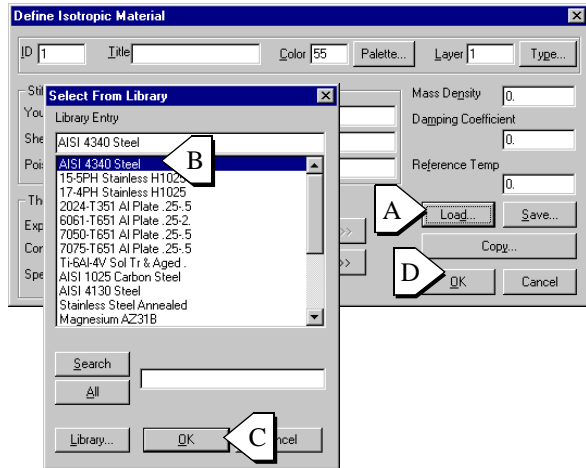 Define Isotropic Material
ID 1 Title Color 55 Palette... Layer 1 Type...
Mass Density 0.
Damping Coefficient
0.
Reference Temp
0.
A
Load... Save...
Copy...
D
OK Cancel
Select From Library
Library Entry
AISI 4340 Steel
B
AISI 4340 Steel
15-5PH Stainless H1025
17-4PH Stainless H1025
2024-T351 Al Plate .25-.5
6061-T651 Al Plate .25-2.
7050-T651 Al Plate .25-.5
7075-T651 Al Plate .25-.5
Ti-6Al-4V Sol Tr & Aged .
AISI 1025 Carbon Steel
AISI 4130 Steel
Stainless Steel Annealed
Magnesium AZ31B
>>
>>
Search
All
Library... OK
C